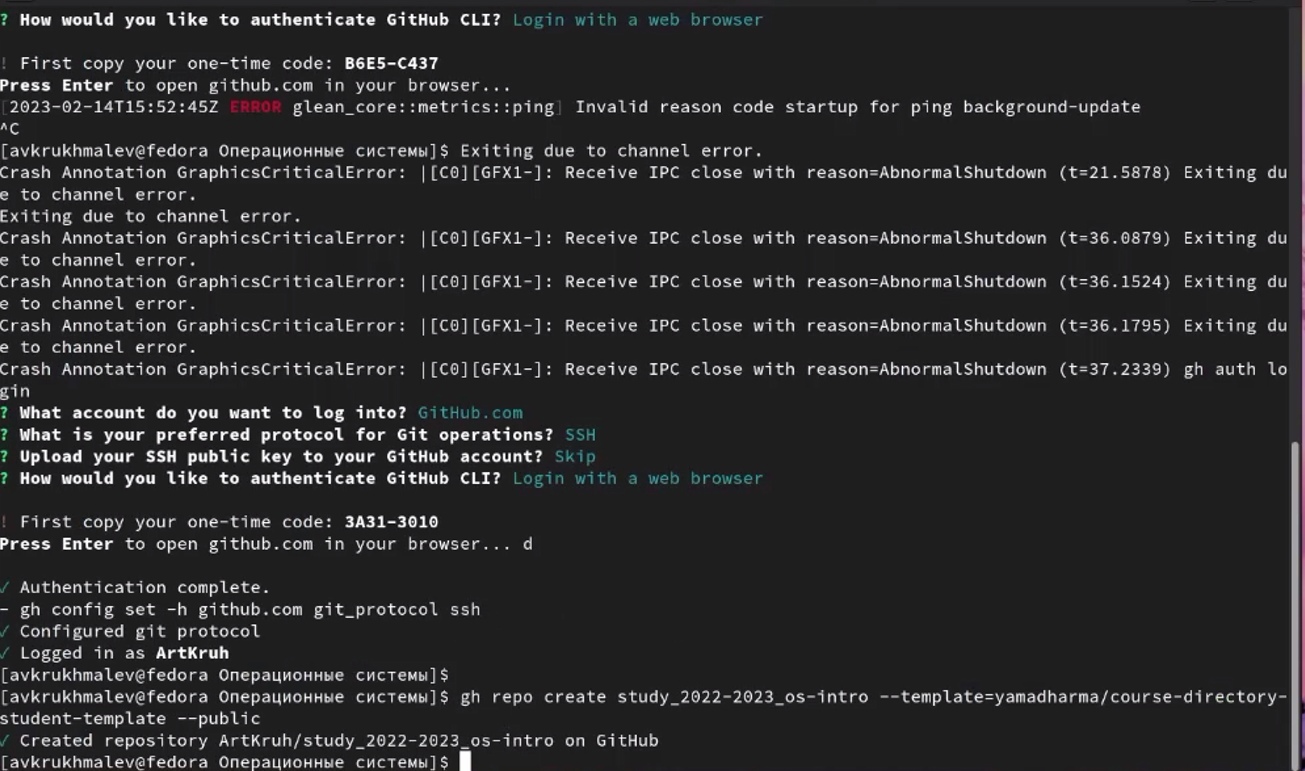 ? How would you like to authenticate GitHub CLI? Login with a web browser
! First copy your one-time code: B6E5-C437
Press Enter to open github.com in your browser...
[2023-02-14T15:52:45Z ERROR glean_core::metrics::ping] Invalid reason code startup for ping background-update
^C
[avkrukhmalev@fedora Операционные системы]$ Exiting due to channel error.
Crash Annotation GraphicsCriticalError: |[C0][GFX1-]: Receive IPC close with reason=AbnormalShutdown (t=21.5878) Exiting du
e to channel error.
Exiting due to channel error.
Crash Annotation GraphicsCriticalError: |[C0][GFX1-]: Receive IPC close with reason=AbnormalShutdown (t=36.0879) Exiting du
e to channel error.
Crash Annotation GraphicsCriticalError: |[C0][GFX1-]: Receive IPC close with reason=AbnormalShutdown (t=36.1524) Exiting du
e to channel error.
Crash Annotation GraphicsCriticalError: |[C0][GFX1-]: Receive IPC close with reason=AbnormalShutdown (t=36.1795) Exiting du
e to channel error.
Crash Annotation GraphicsCriticalError: |[C0][GFX1-]: Receive IPC close with reason=AbnormalShutdown (t=37.2339) gh auth lo
gin
? What account do you want to log into? GitHub.com
? What is your preferred protocol for Git operations? SSH
? Upload your SSH public key to your GitHub account? Skip
? How would you like to authenticate GitHub CLI? Login with a web browser
! First copy your one-time code: 3A31-3010
Press Enter to open github.com in your browser... d
✓ Authentication complete.
- gh config set -h github.com git_protocol ssh
✓ Configured git protocol
✓ Logged in as ArtKruh
[avkrukhmalev@fedora Операционные системы]$
[avkrukhmalev@fedora Операционные системы]$ gh repo create study_2022-2023_os-intro --template=yamadharma/course-directory-
student-template --public
✓ Created repository ArtKruh/study_2022-2023_os-intro on GitHub
[avkrukhmalev@fedora Операционные системы]$